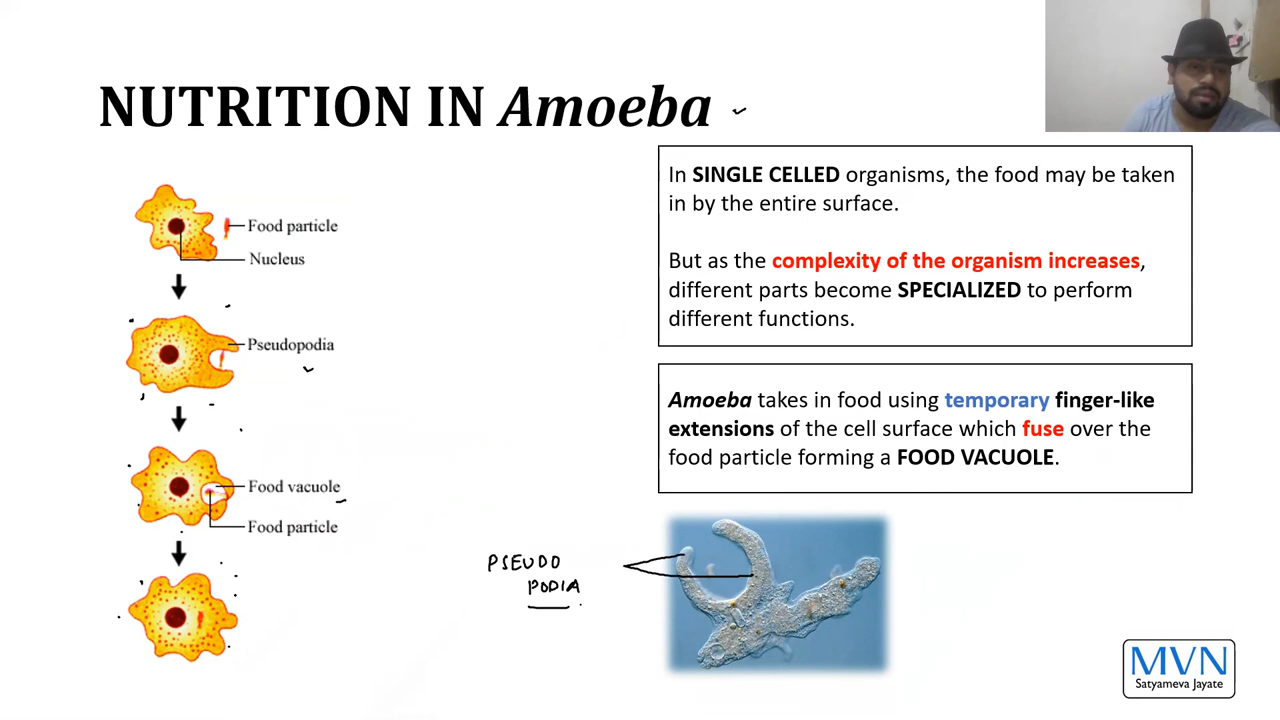 NUTRITION IN Amoeba
Food particle
Nucleus
Pseudopodia
Food vacuole
Food particle
In SINGLE CELLED organisms, the food may be taken
in by the entire surface.
But as the complexity of the organism increases,
different parts become SPECIALIZED to perform
different functions.
Amoeba takes in food using temporary finger-like
extensions of the cell surface which fuse over the
food particle forming a FOOD VACUOLE.
PSEUDO
PODIA
MVN
Satyameva Jayate